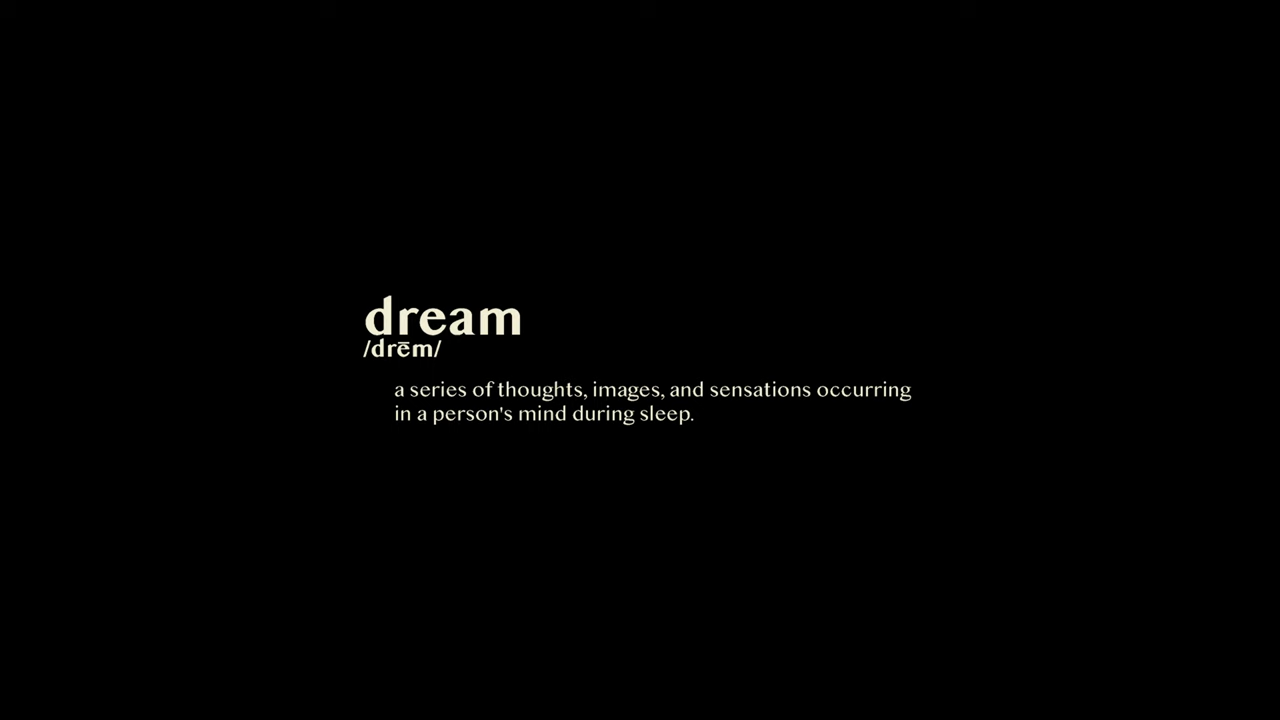 dream
/drēm/
a series of thoughts, images, and sensations occurring
in a person's mind during sleep.